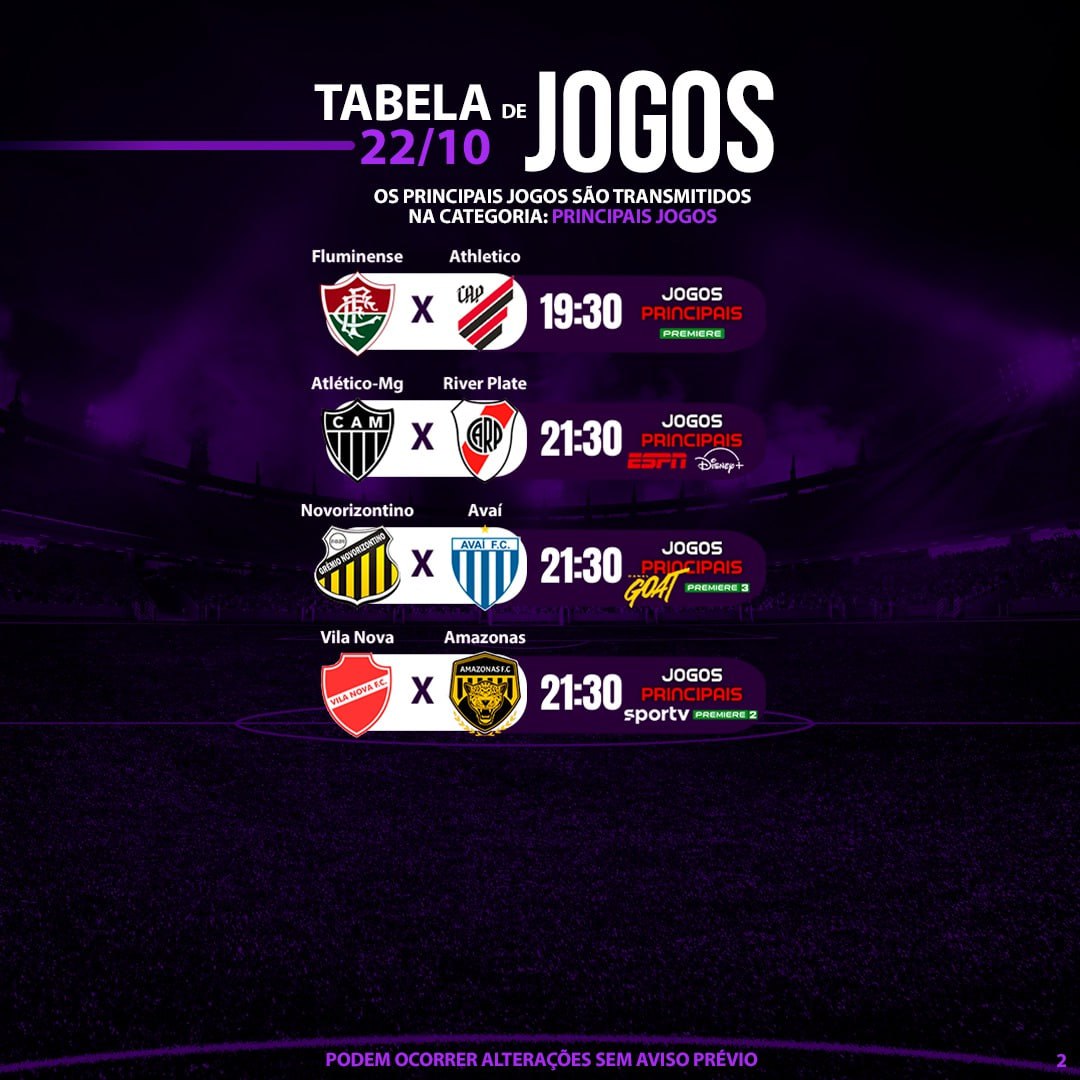 TABELA DE JOGOS
22/10
OS PRINCIPAIS JOGOS SÃO TRANSMITIDOS
NA CATEGORIA: PRINCIPAIS JOGOS
Fluminense Athletico
CAP
X 19:30
JOGOS
PRINCIPAIS
PREMIERE
Atlético-Mg River Plate
CAM
CARP
X 21:30
JOGOS
PRINCIPAIS
ESPN Disney+
Novorizontino Avaí
GRÊMIO NOVORIZONTINO
AVAÍ F.C.
X 21:30
JOGOS
PRINCIPAIS
GOAT PREMIERE 3
Vila Nova Amazonas
VILA NOVA F.C.
AMAZONAS F.C
X 21:30
JOGOS
PRINCIPAIS
sportv PREMIERE 2
PODEM OCORRER ALTERAÇÕES SEM AVISO PRÉVIO 2